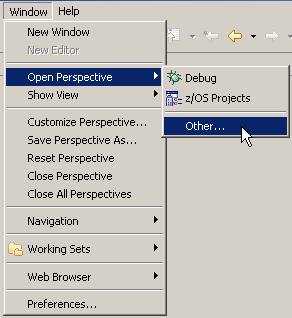 Window Help
New Window
New Editor
Open Perspective
Debug
Show View
z/OS Projects
Customize Perspective...
Other...
Save Perspective As...
Reset Perspective
Close Perspective
Close All Perspectives
Navigation
Working Sets
Web Browser
Preferences...